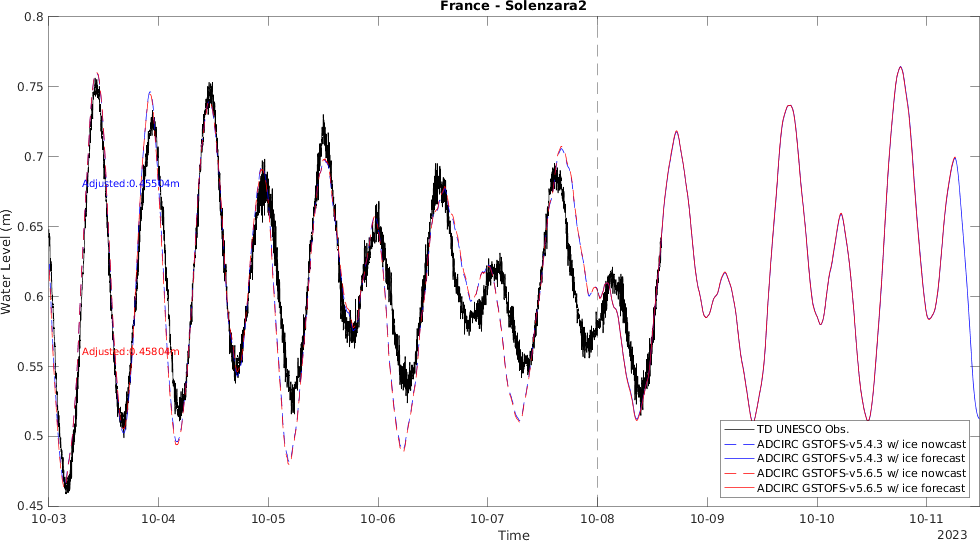 France - Solenzara2
0.8
0.75
0.7
0.65
0.6
0.55
0.5
0.45
Water Level (m)
Adjusted:0.45504m
Adjusted:0.45804m
TD UNESCO Obs.
ADCIRC GSTOFS-v5.4.3 w/ ice nowcast
ADCIRC GSTOFS-v5.4.3 w/ ice forecast
ADCIRC GSTOFS-v5.6.5 w/ ice nowcast
ADCIRC GSTOFS-v5.6.5 w/ ice forecast
10-03 10-04 10-05 10-06 10-07 10-08 10-09 10-10 10-11
Time
2023